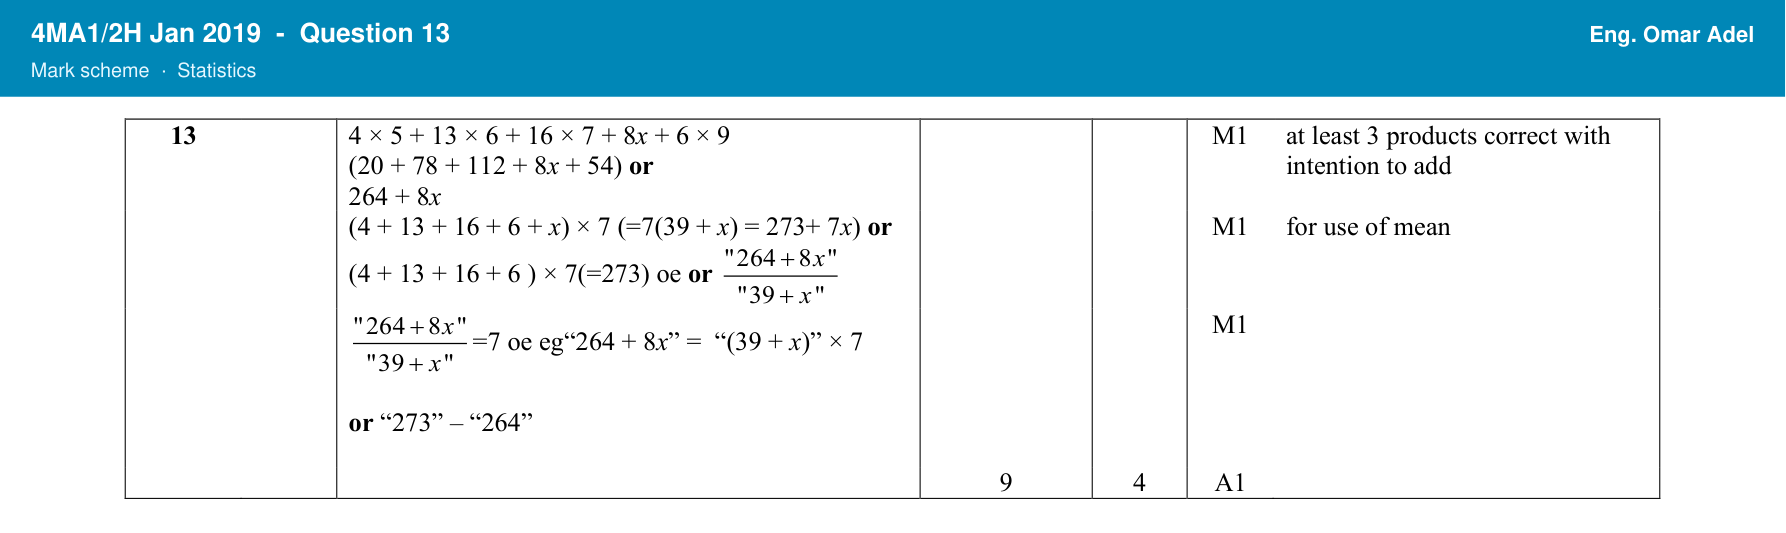 4MA1/2H Jan 2019 - Question 13
Eng. Omar Adel
Mark scheme · Statistics
13
4 × 5 + 13 × 6 + 16 × 7 + 8x + 6 × 9
M1 at least 3 products correct with
(20 + 78 + 112 + 8x + 54) or
intention to add
264 + 8x
(4 + 13 + 16 + 6 + x) × 7 (=7(39 + x) = 273+ 7x) or
M1 for use of mean
(4 + 13 + 16 + 6 ) × 7(=273) oe or "264 + 8x" / "39 + x"
"264 + 8x" / "39 + x" =7 oe eg“264 + 8x” = “(39 + x)” × 7
M1
or “273” – “264”
9 4 A1